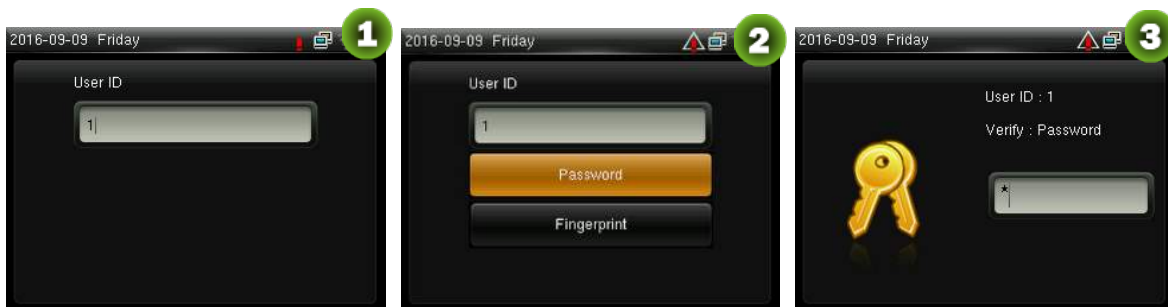 2016-09-09 Friday
1
User ID
1
2016-09-09 Friday
2
User ID
1
Password
Fingerprint
2016-09-09 Friday
3
User ID : 1
Verify : Password
*